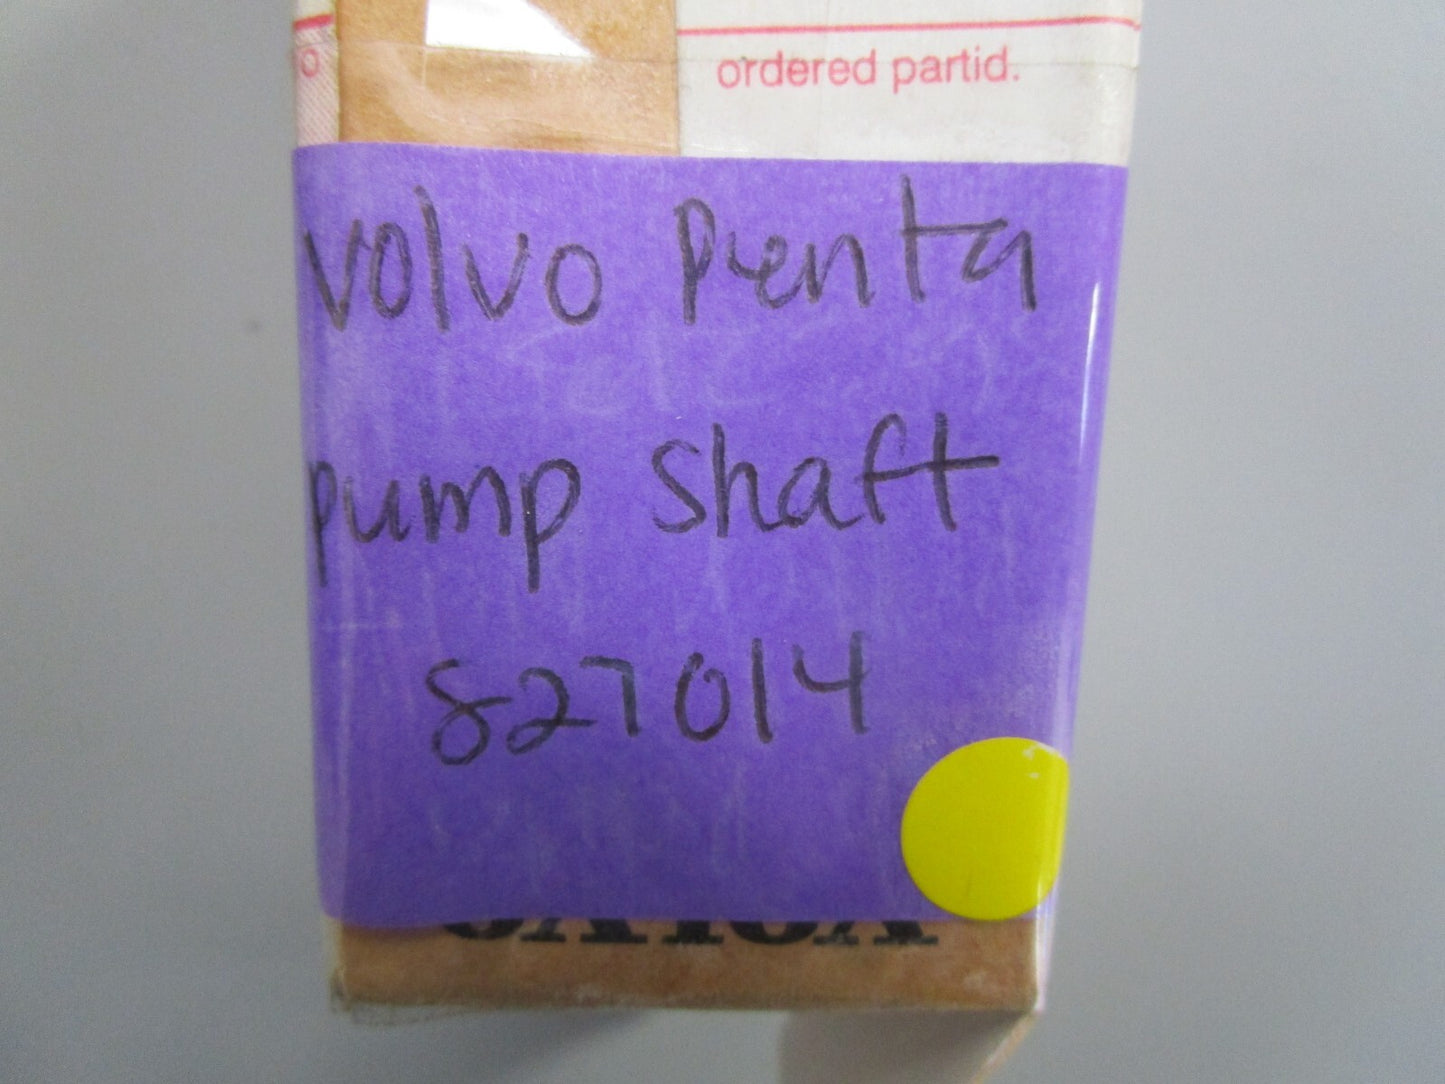 o
ordered partid.
Volvo Penta
pump shaft
827014